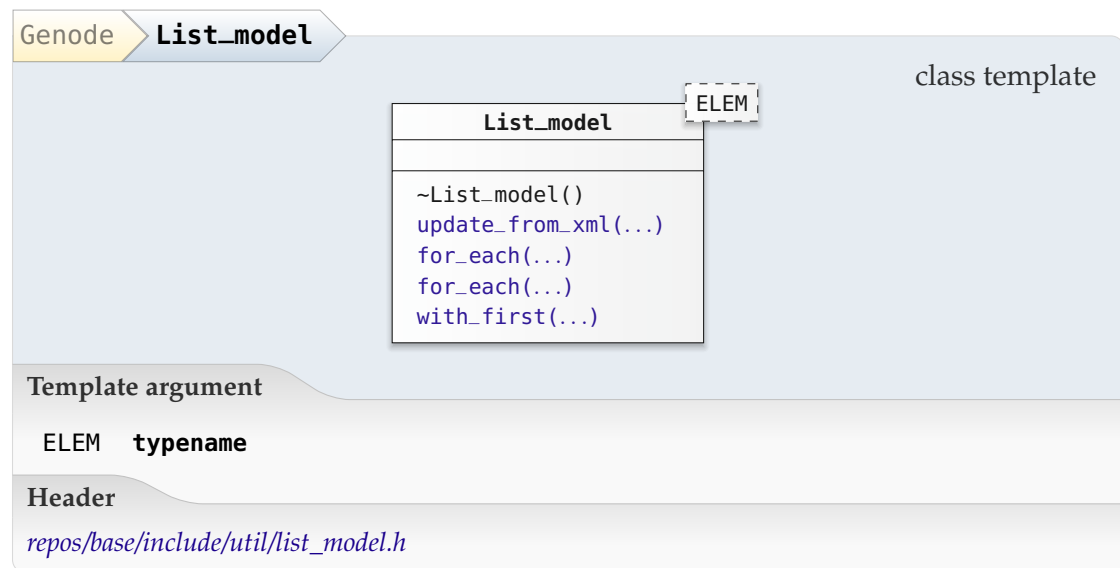 Genode List_model
class template
ELEM
List_model
~List_model()
update_from_xml(...)
for_each(...)
for_each(...)
with_first(...)
Template argument
ELEM typename
Header
repos/base/include/util/list_model.h